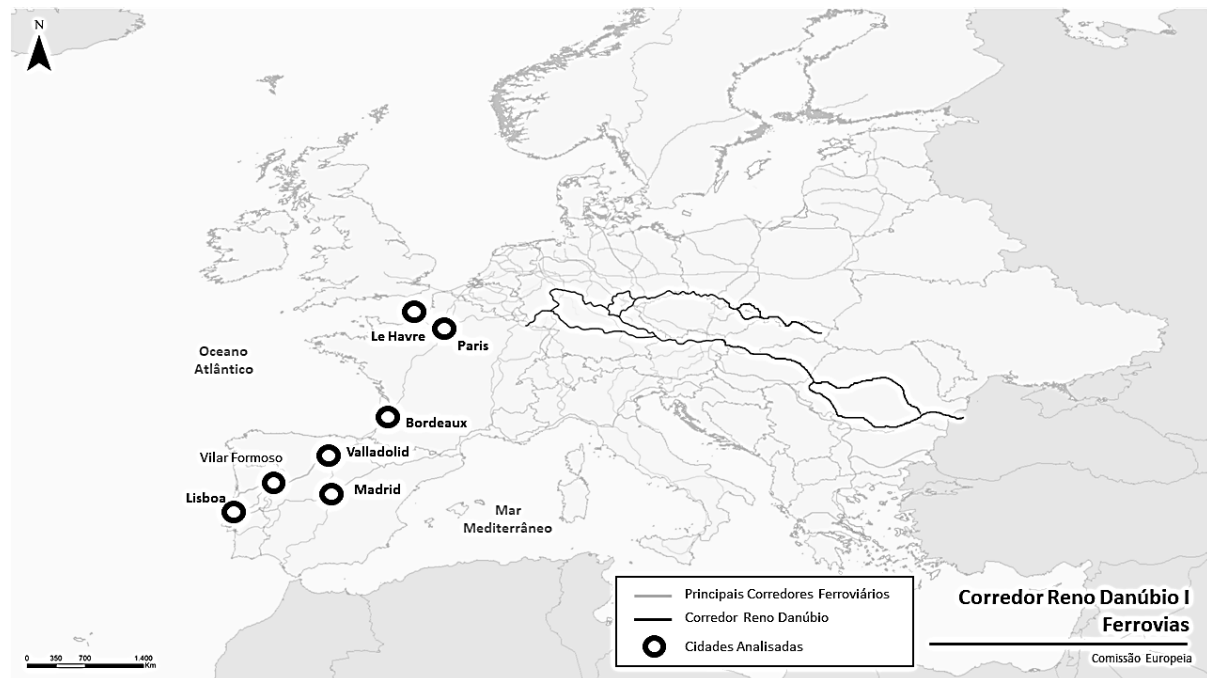 N
Le Havre
Paris
Oceano
Atlântico
Bordeaux
Valladolid
Vilar Formoso
Madrid
Lisboa
Mar
Mediterrâneo
Principais Corredores Ferroviários
Corredor Reno Danúbio
Cidades Analisadas
Corredor Reno Danúbio I
Ferrovias
Comissão Europeia
0 350 700 1.400
Km